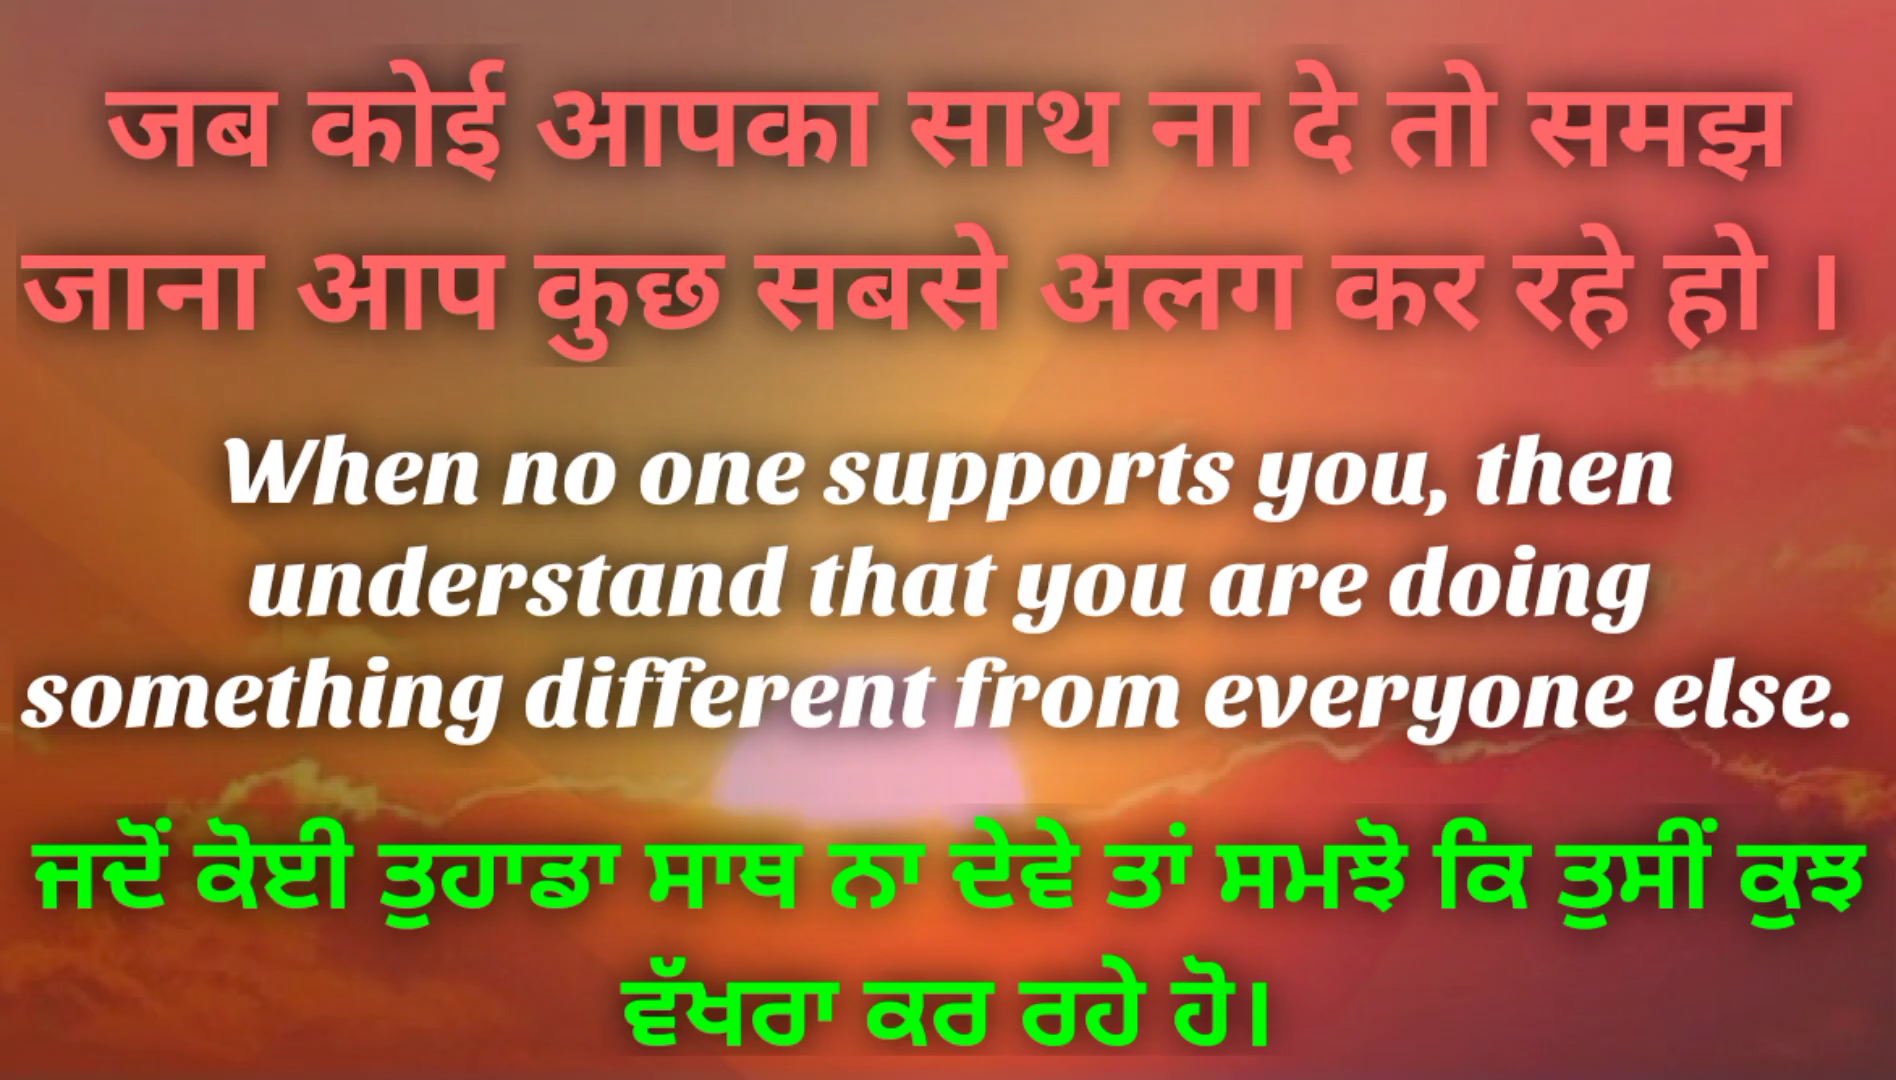 जब कोई आपका साथ ना दे तो समझ
जाना आप कुछ सबसे अलग कर रहे हो ।
When no one supports you, then
understand that you are doing
something different from everyone else.
ਜਦੋਂ ਕੋਈ ਤੁਹਾਡਾ ਸਾਥ ਨਾ ਦੇਵੇ ਤਾਂ ਸਮਝੋ ਕਿ ਤੁਸੀਂ ਕੁਝ
ਵੱਖਰਾ ਕਰ ਰਹੇ ਹੋ।